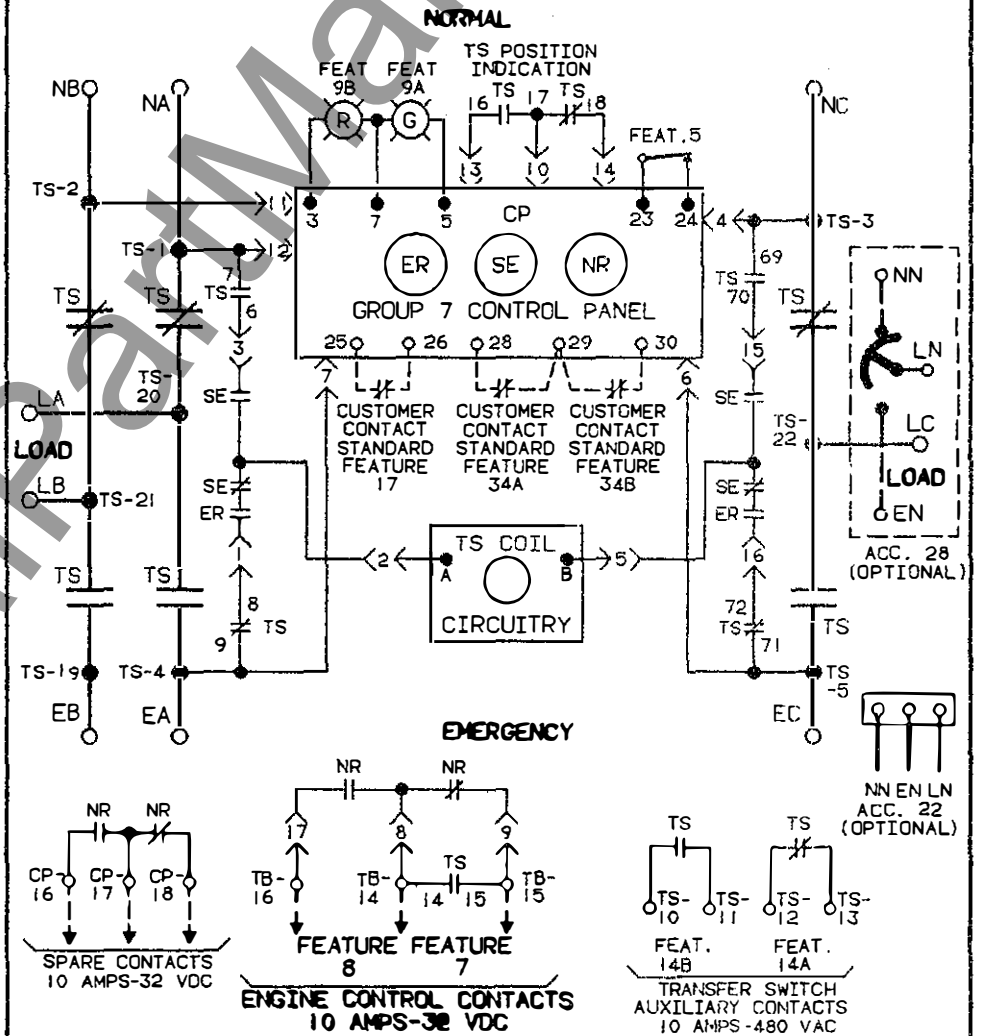 NORMAL
TS POSITION
INDICATION
FEAT 9B
FEAT 9A
16 TS 17 TS 18
NB
NA
NC
R
G
FEAT.5
13 10 14
TS-2
11
3 7 5
CP
23 24
4
TS-3
TS-1
12
ER
SE
NR
GROUP 7 CONTROL PANEL
7
TS
6
3
69
TS
70
15
TS
TS
TS
NN
LN
LC
LOAD
EN
ACC. 28
(OPTIONAL)
25 26 28 29 30
7
6
CUSTOMER
CONTACT
STANDARD
FEATURE
17
CUSTOMER
CONTACT
STANDARD
FEATURE
34A
CUSTOMER
CONTACT
STANDARD
FEATURE
34B
TS-
20
LA
LOAD
LB
TS-21
SE
SE
TS-
22
SE
ER
SE
ER
1
16
2
TS COIL
A B
CIRCUITRY
5
TS
TS
TS
8
9
TS
72
TS
71
TS-19
TS-4
TS
-5
EB
EA
EC
EMERGENCY
NN EN LN
ACC. 22
(OPTIONAL)
NR NR
CP-
16
CP-
17
CP-
18
SPARE CONTACTS
10 AMPS-32 VDC
NR NR
17 8 9
TS
TB-
16
TB-
14
14 15
TB-
15
FEATURE FEATURE
8 7
ENGINE CONTROL CONTACTS
10 AMPS-32 VDC
TS TS
TS-
10
TS-
11
TS-
12
TS-
13
FEAT.
14B
FEAT.
14A
TRANSFER SWITCH
AUXILIARY CONTACTS
10 AMPS-480 VAC